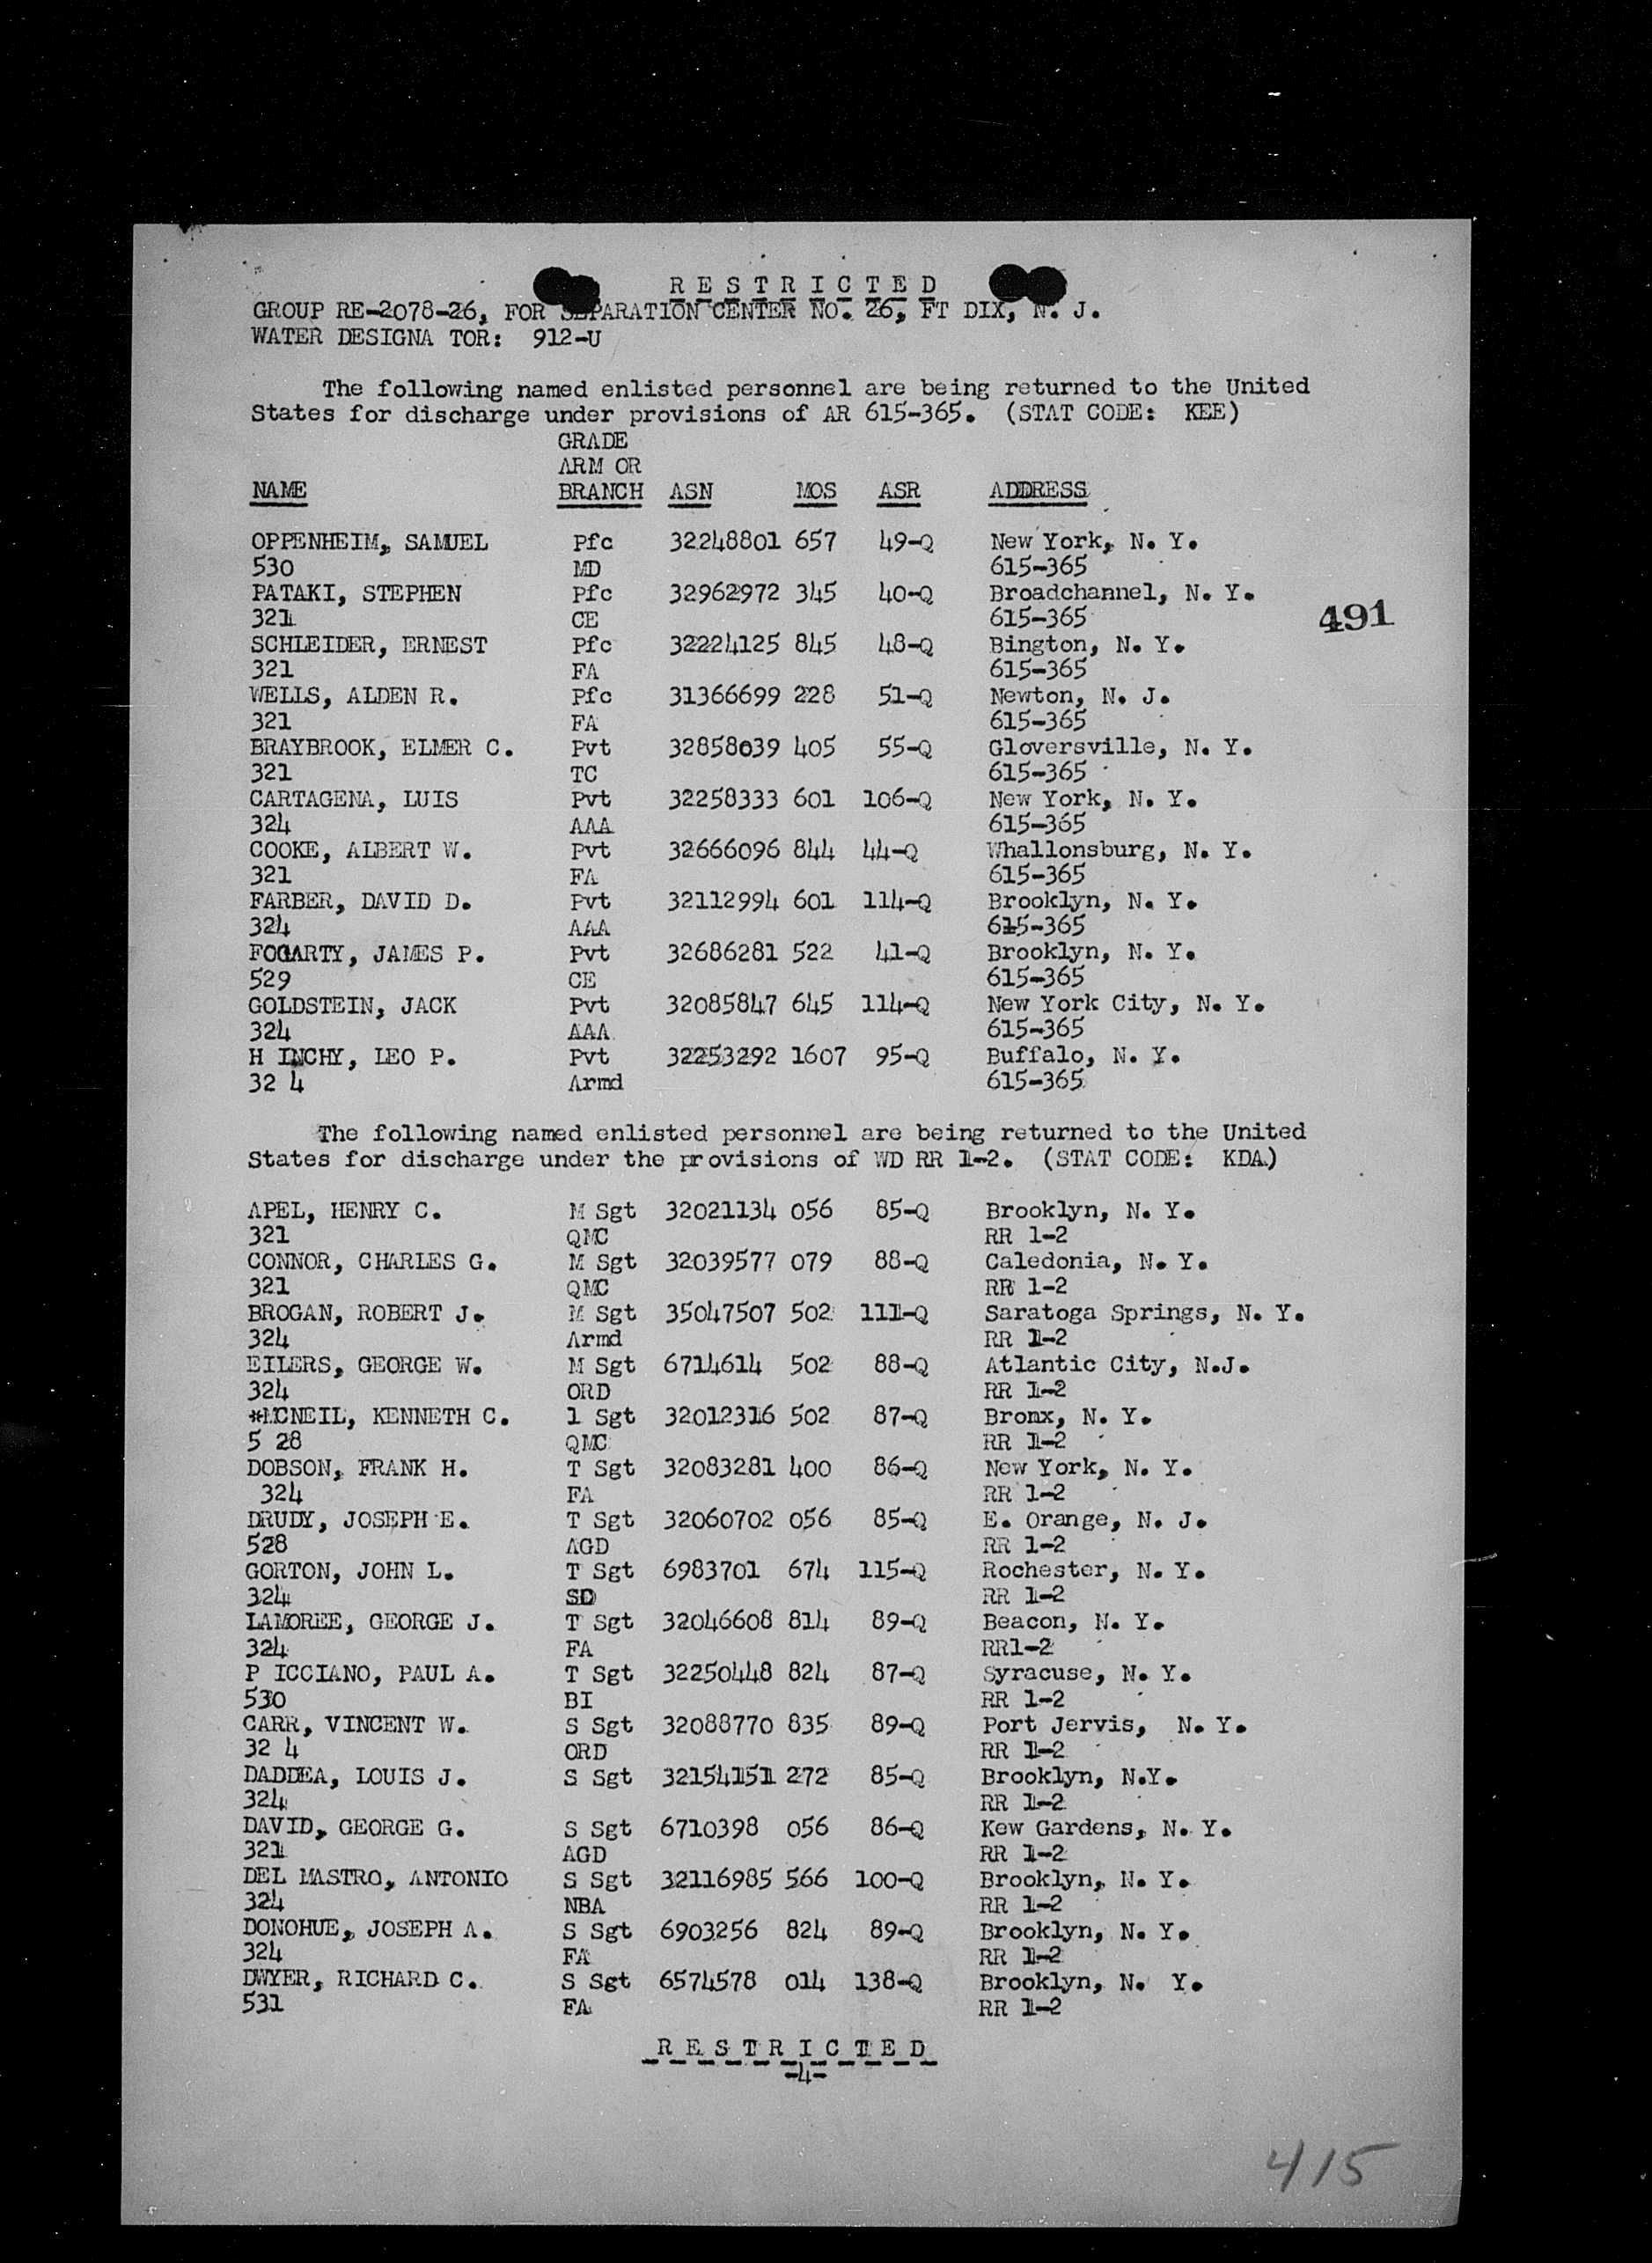 R E S T R I C T E D
GROUP RE-2078-26, FOR SEPARATION CENTER NO. 26, FT DIX, N. J.
WATER DESIGNA TOR: 912-U
The following named enlisted personnel are being returned to the United
States for discharge under provisions of AR 615-365. (STAT CODE: KEE)
GRADE
ARM OR
NAME BRANCH ASN MOS ASR ADDRESS
OPPENHEIM, SAMUEL Pfc 32248801 657 49-Q New York, N. Y.
530 MD 615-365
PATAKI, STEPHEN Pfc 32962972 345 40-Q Broadchannel, N. Y.
321 CE 615-365
491
SCHLEIDER, ERNEST Pfc 32224125 845 48-Q Bington, N. Y.
321 FA 615-365
WELLS, ALDEN R. Pfc 31366699 228 51-Q Newton, N. J.
321 FA 615-365
BRAYBROOK, ELMER C. Pvt 32858039 405 55-Q Gloversville, N. Y.
321 TC 615-365
CARTAGENA, LUIS Pvt 32258333 601 106-Q New York, N. Y.
324 AAA 615-365
COOKE, ALBERT W. Pvt 32666096 844 44-Q Whallonsburg, N. Y.
321 FA 615-365
FARBER, DAVID D. Pvt 32112994 601 114-Q Brooklyn, N. Y.
324 AAA 615-365
FOGARTY, JAMES P. Pvt 32686281 522 41-Q Brooklyn, N. Y.
529 CE 615-365
GOLDSTEIN, JACK Pvt 32085847 645 114-Q New York City, N. Y.
324 AAA 615-365
H INCHY, LEO P. Pvt 32253292 1607 95-Q Buffalo, N. Y.
32 4 Armd 615-365
The following named enlisted personnel are being returned to the United
States for discharge under the provisions of WD RR 1-2. (STAT CODE: KDA)
APEL, HENRY C. M Sgt 32021134 056 85-Q Brooklyn, N. Y.
321 QMC RR 1-2
CONNOR, CHARLES G. M Sgt 32039577 079 88-Q Caledonia, N. Y.
321 QMC RR 1-2
BROGAN, ROBERT J. M Sgt 35047507 502 111-Q Saratoga Springs, N. Y.
324 Armd RR 1-2
EILERS, GEORGE W. M Sgt 6714614 502 88-Q Atlantic City, N.J.
324 ORD RR 1-2
*MCNEIL, KENNETH C. 1 Sgt 32012316 502 87-Q Bronx, N. Y.
5 28 QMC RR 1-2
DOBSON, FRANK H. T Sgt 32083281 400 86-Q New York, N. Y.
324 FA RR 1-2
DRUDY, JOSEPH E. T Sgt 32060702 056 85-Q E. Orange, N. J.
528 AGD RR 1-2
GORTON, JOHN L. T Sgt 6983701 674 115-Q Rochester, N. Y.
324 SD RR 1-2
LAMOREE, GEORGE J. T Sgt 32046608 814 89-Q Beacon, N. Y.
324 FA RR1-2
P ICCIANO, PAUL A. T Sgt 32250448 824 87-Q Syracuse, N. Y.
530 BI RR 1-2
CARR, VINCENT W. S Sgt 32088770 835 89-Q Port Jervis, N. Y.
32 4 ORD RR 1-2
DADDEA, LOUIS J. S Sgt 32154151 272 85-Q Brooklyn, N.Y.
324 RR 1-2
DAVID, GEORGE G. S Sgt 6710398 056 86-Q Kew Gardens, N. Y.
321 AGD RR 1-2
DEL MASTRO, ANTONIO S Sgt 32116985 566 100-Q Brooklyn, N. Y.
324 NBA RR 1-2
DONOHUE, JOSEPH A. S Sgt 6903256 824 89-Q Brooklyn, N. Y.
324 FA RR 1-2
DWYER, RICHARD C. S Sgt 6574578 014 138-Q Brooklyn, N. Y.
531 FA RR 1-2
R E S T R I C T E D
-4-
415